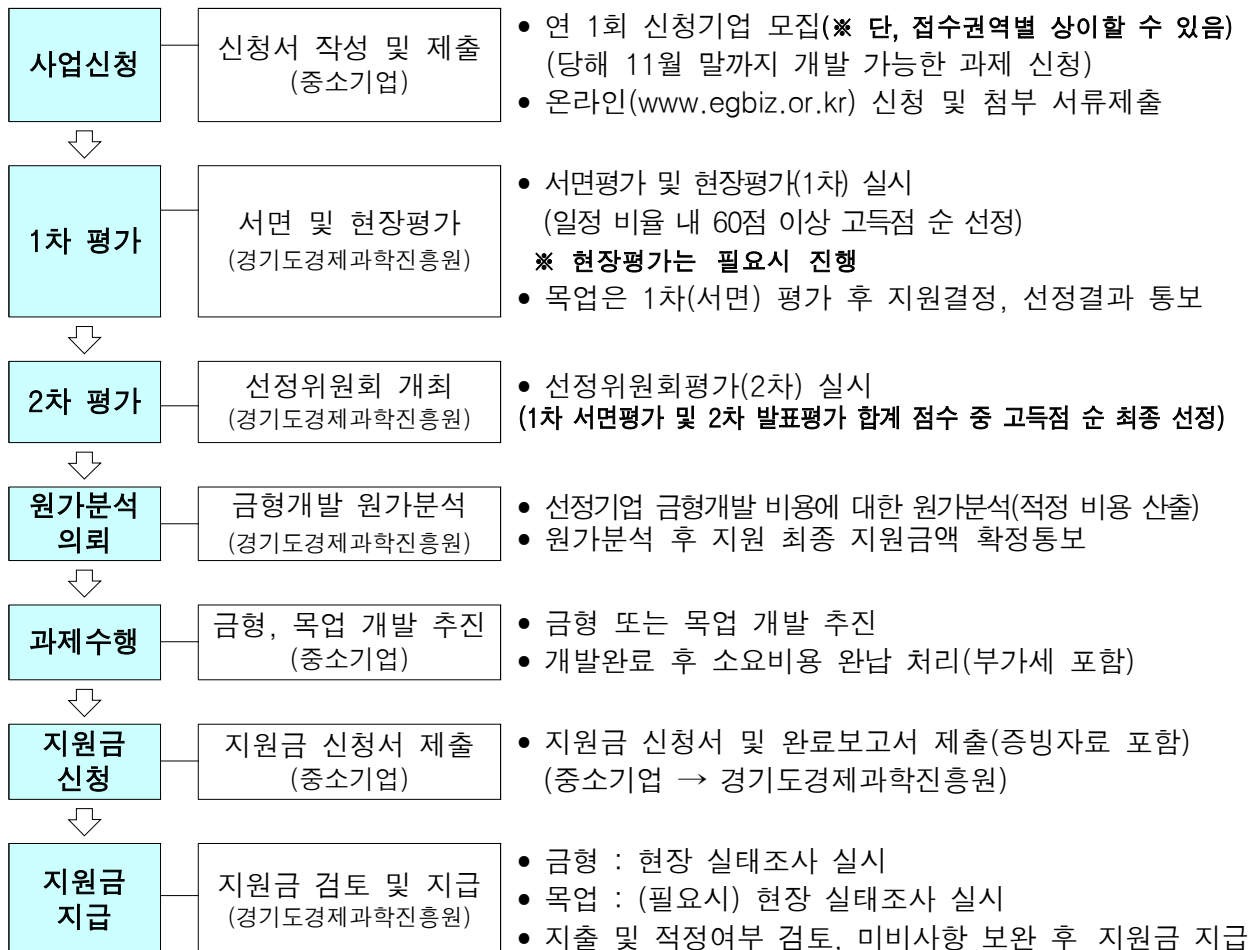 사업신청
신청서 작성 및 제출
(중소기업)
• 연 1회 신청기업 모집(※ 단, 접수권역별 상이할 수 있음)
(당해 11월 말까지 개발 가능한 과제 신청)
• 온라인(www.egbiz.or.kr) 신청 및 첨부 서류제출
1차 평가
서면 및 현장평가
(경기도경제과학진흥원)
• 서면평가 및 현장평가(1차) 실시
(일정 비율 내 60점 이상 고득점 순 선정)
※ 현장평가는 필요시 진행
• 목업은 1차(서면) 평가 후 지원결정, 선정결과 통보
2차 평가
선정위원회 개최
(경기도경제과학진흥원)
• 선정위원회평가(2차) 실시
(1차 서면평가 및 2차 발표평가 합계 점수 중 고득점 순 최종 선정)
원가분석
의뢰
금형개발 원가분석
(경기도경제과학진흥원)
• 선정기업 금형개발 비용에 대한 원가분석(적정 비용 산출)
• 원가분석 후 지원 최종 지원금액 확정통보
과제수행
금형, 목업 개발 추진
(중소기업)
• 금형 또는 목업 개발 추진
• 개발완료 후 소요비용 완납 처리(부가세 포함)
지원금
신청
지원금 신청서 제출
(중소기업)
• 지원금 신청서 및 완료보고서 제출(증빙자료 포함)
(중소기업 → 경기도경제과학진흥원)
지원금
지급
지원금 검토 및 지급
(경기도경제과학진흥원)
• 금형 : 현장 실태조사 실시
• 목업 : (필요시) 현장 실태조사 실시
• 지출 및 적정여부 검토, 미비사항 보완 후 지원금 지급